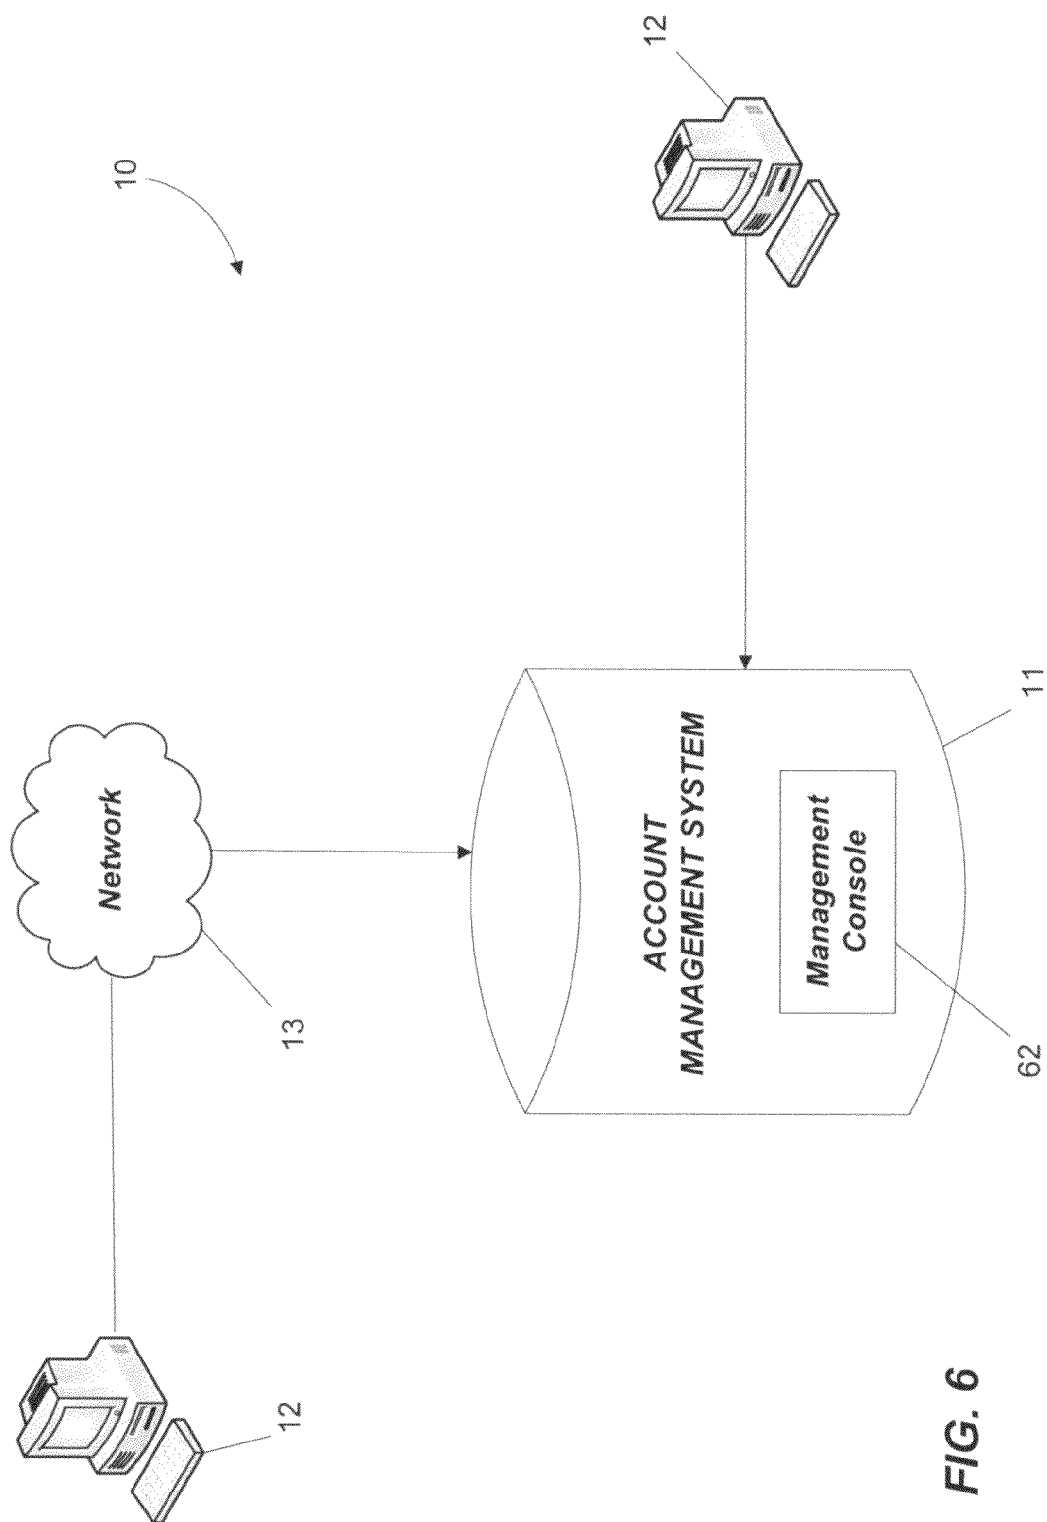 10
12
Network
13
12
ACCOUNT
MANAGEMENT SYSTEM
Management
Console
11
62
FIG. 6